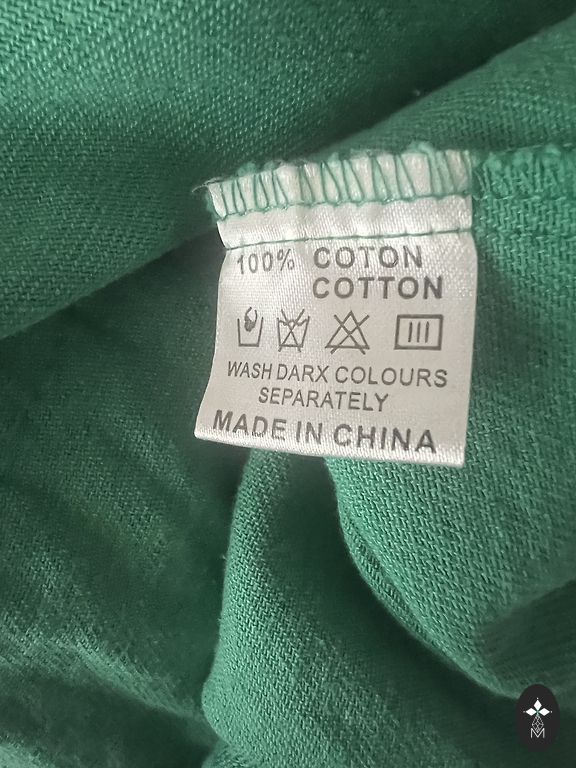 100% COTON
COTTON
WASH DARX COLOURS
SEPARATELY
MADE IN CHINA
M